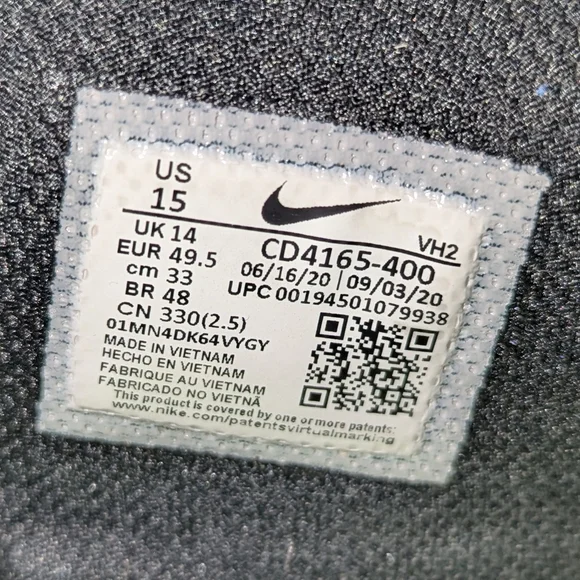 US
15
UK 14
EUR 49.5
cm 33
BR 48
CN 330(2.5)
01MN4DK64VYGY
VH2
CD4165-400
06/16/20 | 09/03/20
UPC 00194501079938
MADE IN VIETNAM
HECHO EN VIETNAM
FABRIQUE AU VIETNAM
FABRICADO NO VIETNÃ
This product is covered by one or more patents:
www.nike.com/patentsvirtualmarking